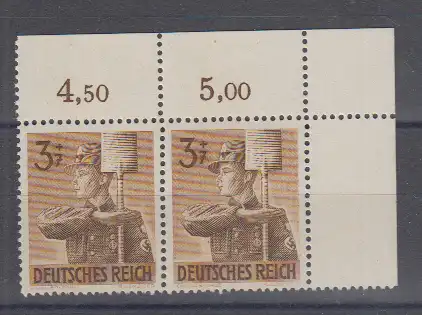 4,50 5,00
3+7 3+7
DEUTSCHES REICH DEUTSCHES REICH